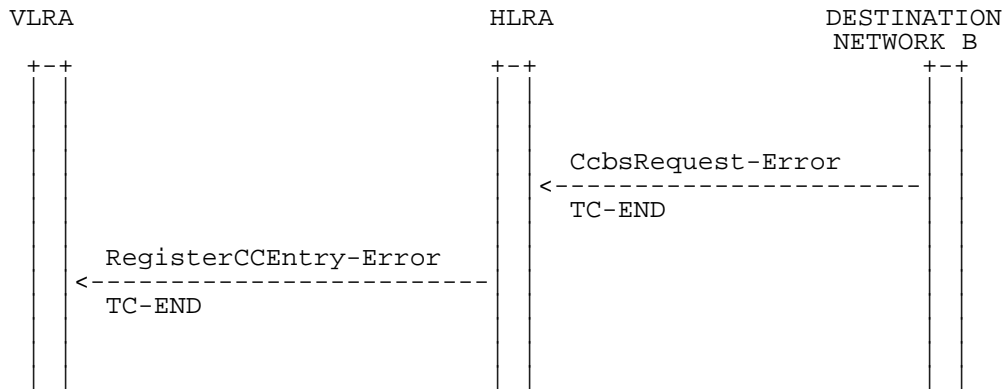 VLRA HLRA DESTINATION
NETWORK B
CcbsRequest-Error
TC-END
RegisterCCEntry-Error
TC-END